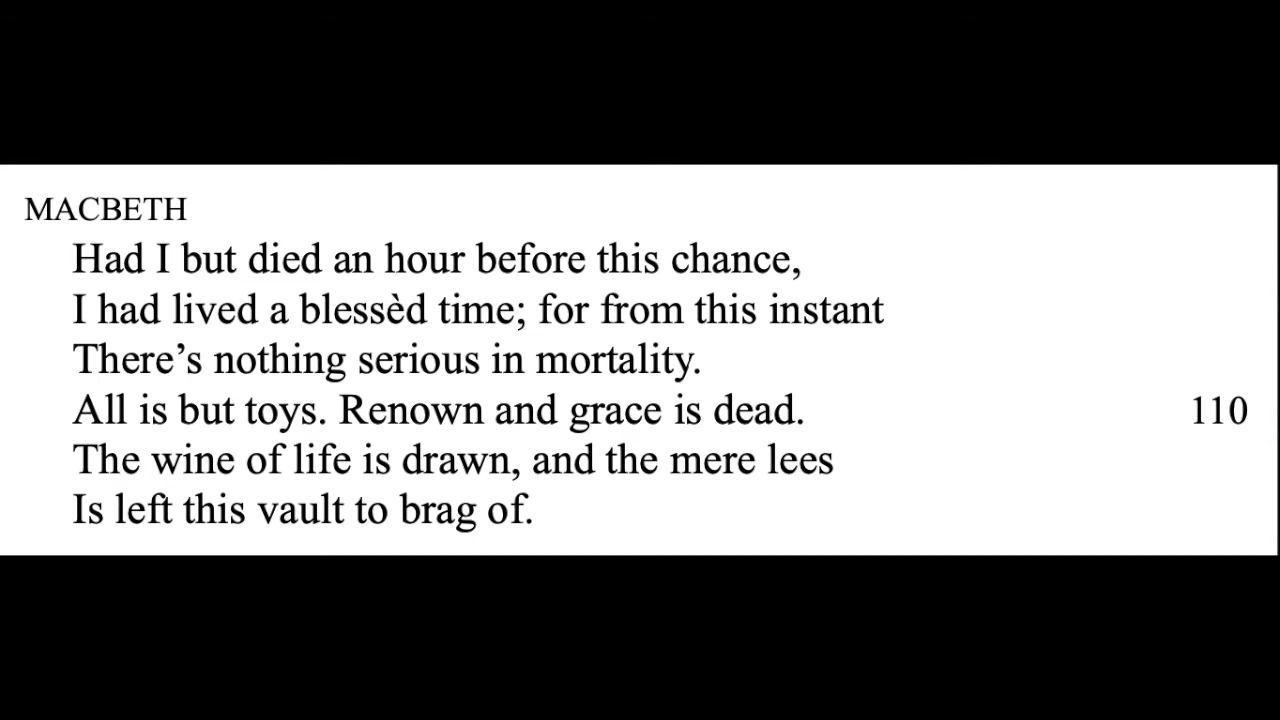 MACBETH
Had I but died an hour before this chance,
I had lived a blessèd time; for from this instant
There’s nothing serious in mortality.
All is but toys. Renown and grace is dead. 110
The wine of life is drawn, and the mere lees
Is left this vault to brag of.